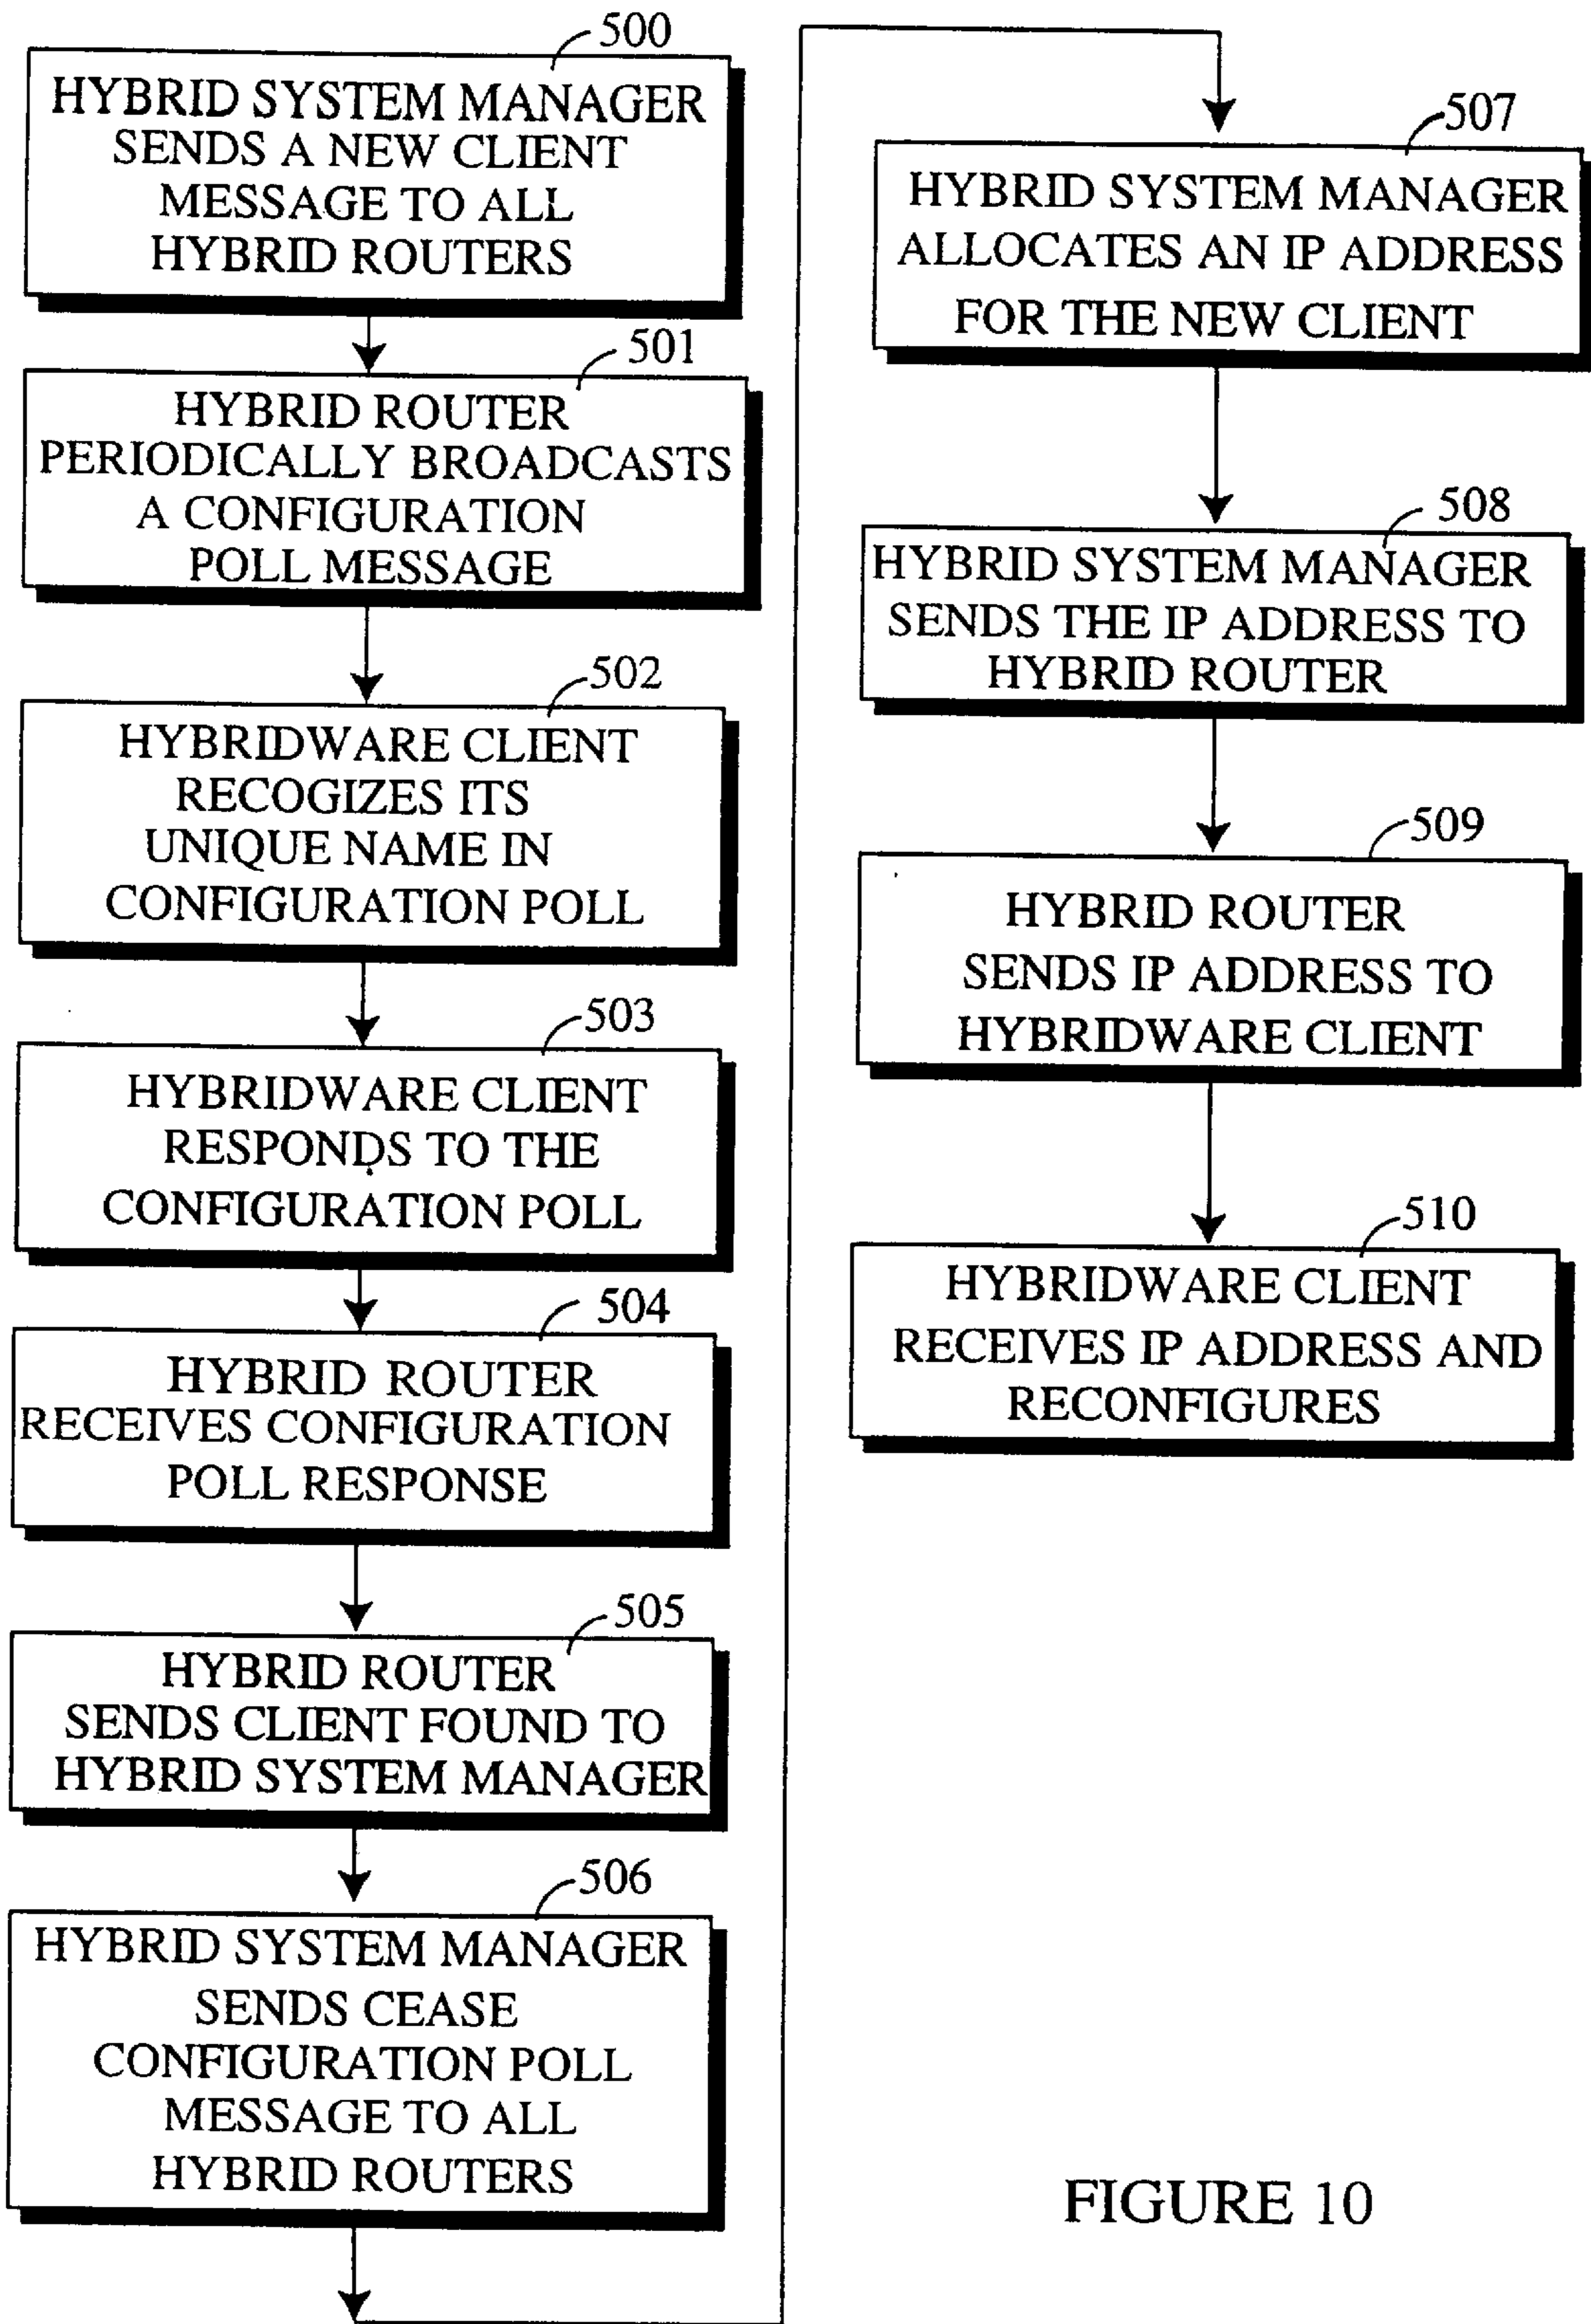 500
HYBRID SYSTEM MANAGER
SENDS A NEW CLIENT
MESSAGE TO ALL
HYBRID ROUTERS
501
HYBRID ROUTER
PERIODICALLY BROADCASTS
A CONFIGURATION
POLL MESSAGE
502
HYBRIDWARE CLIENT
RECOGIZES ITS
UNIQUE NAME IN
CONFIGURATION POLL
503
HYBRIDWARE CLIENT
RESPONDS TO THE
CONFIGURATION POLL
504
HYBRID ROUTER
RECEIVES CONFIGURATION
POLL RESPONSE
505
HYBRID ROUTER
SENDS CLIENT FOUND TO
HYBRID SYSTEM MANAGER
506
HYBRID SYSTEM MANAGER
SENDS CEASE
CONFIGURATION POLL
MESSAGE TO ALL
HYBRID ROUTERS
507
HYBRID SYSTEM MANAGER
ALLOCATES AN IP ADDRESS
FOR THE NEW CLIENT
508
HYBRID SYSTEM MANAGER
SENDS THE IP ADDRESS TO
HYBRID ROUTER
509
HYBRID ROUTER
SENDS IP ADDRESS TO
HYBRIDWARE CLIENT
510
HYBRIDWARE CLIENT
RECEIVES IP ADDRESS AND
RECONFIGURES
FIGURE 10